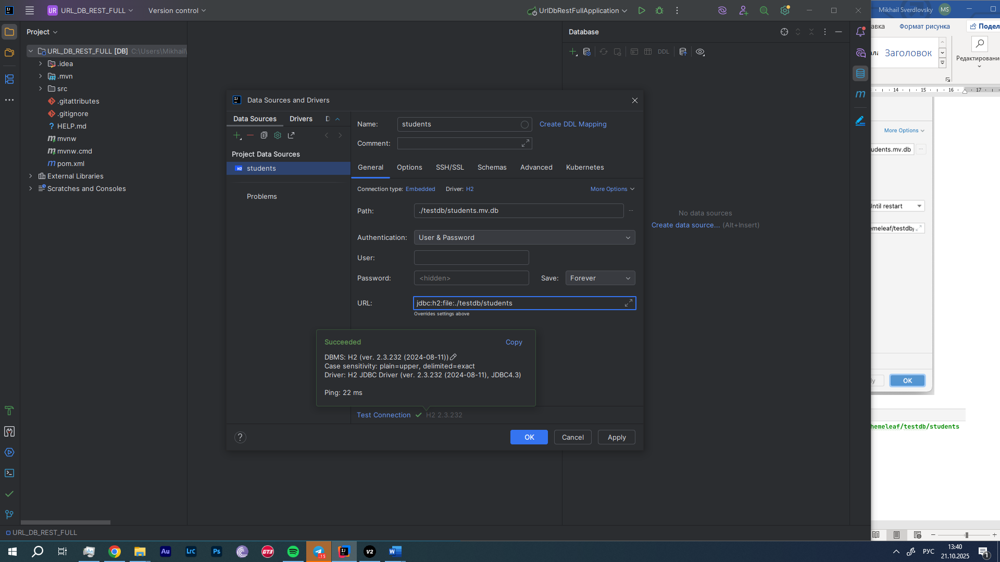 UR URL_DB_REST_FULL
Version control
UrlDbRestFullApplication
Mikhail Sverdlovsky MS
Project
Database
Формат рисунка
Заголовок
Редактировани
URL_DB_REST_FULL [DB] C:\Users\Mikhail\
.idea
.mvn
src
.gitattributes
.gitignore
HELP.md
mvnw
mvnw.cmd
pom.xml
External Libraries
Scratches and Consoles
DDL
No data sources
Create data source... (Alt+Insert)
Data Sources and Drivers
Data Sources
Drivers
D
Project Data Sources
students
Problems
Name: students
Create DDL Mapping
Comment:
General
Options
SSH/SSL
Schemas
Advanced
Kubernetes
Connection type: Embedded
Driver: H2
More Options
Path: ./testdb/students.mv.db
Authentication: User & Password
User:
Password: <hidden>
Save: Forever
URL: jdbc:h2:file:./testdb/students
Overrides settings above
Succeeded
Copy
DBMS: H2 (ver. 2.3.232 (2024-08-11))
Case sensitivity: plain=upper, delimited=exact
Driver: H2 JDBC Driver (ver. 2.3.232 (2024-08-11), JDBC4.3)
Ping: 22 ms
Test Connection
H2 2.3.232
?
OK
Cancel
Apply
14 15 16 17
More Options
udents.mv.db
Until restart
emeleaf/testdb/
OK
hemeleaf/testdb/students
URL_DB_REST_FULL
Au
Lrc
Ps
GT3
15
V2
РУС
13:40
21.10.2025
1